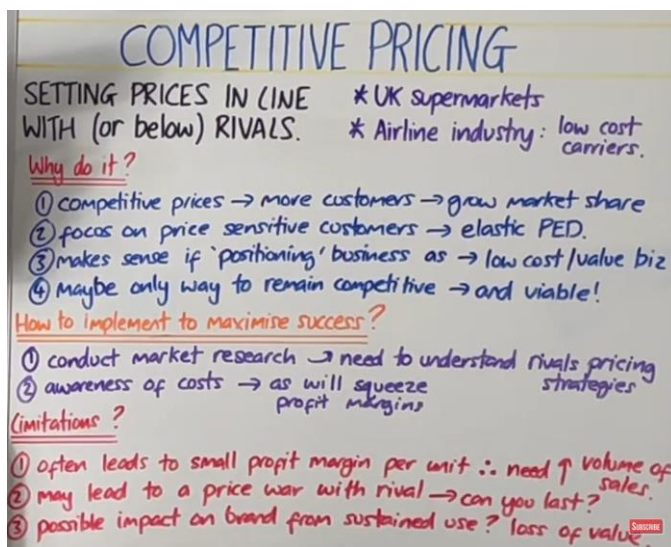 COMPETITIVE PRICING
SETTING PRICES IN LINE
WITH (or below) RIVALS.
* UK supermarkets
* Airline industry: low cost
carriers.
Why do it?
① competitive prices → more customers → grow market share
② focus on price sensitive customers → elastic PED.
③ makes sense if 'positioning' business as → low cost/value biz
④ maybe only way to remain competitive → and viable!
How to implement to maximise success?
① conduct market research → need to understand rivals pricing
strategies
② awareness of costs → as will squeeze
profit margins
Limitations?
① often leads to small profit margin per unit ∴ need ↑ volume of
sales.
② may lead to a price war with rival → can you last?
③ possible impact on brand from sustained use? loss of value.
SUBSCRIBE